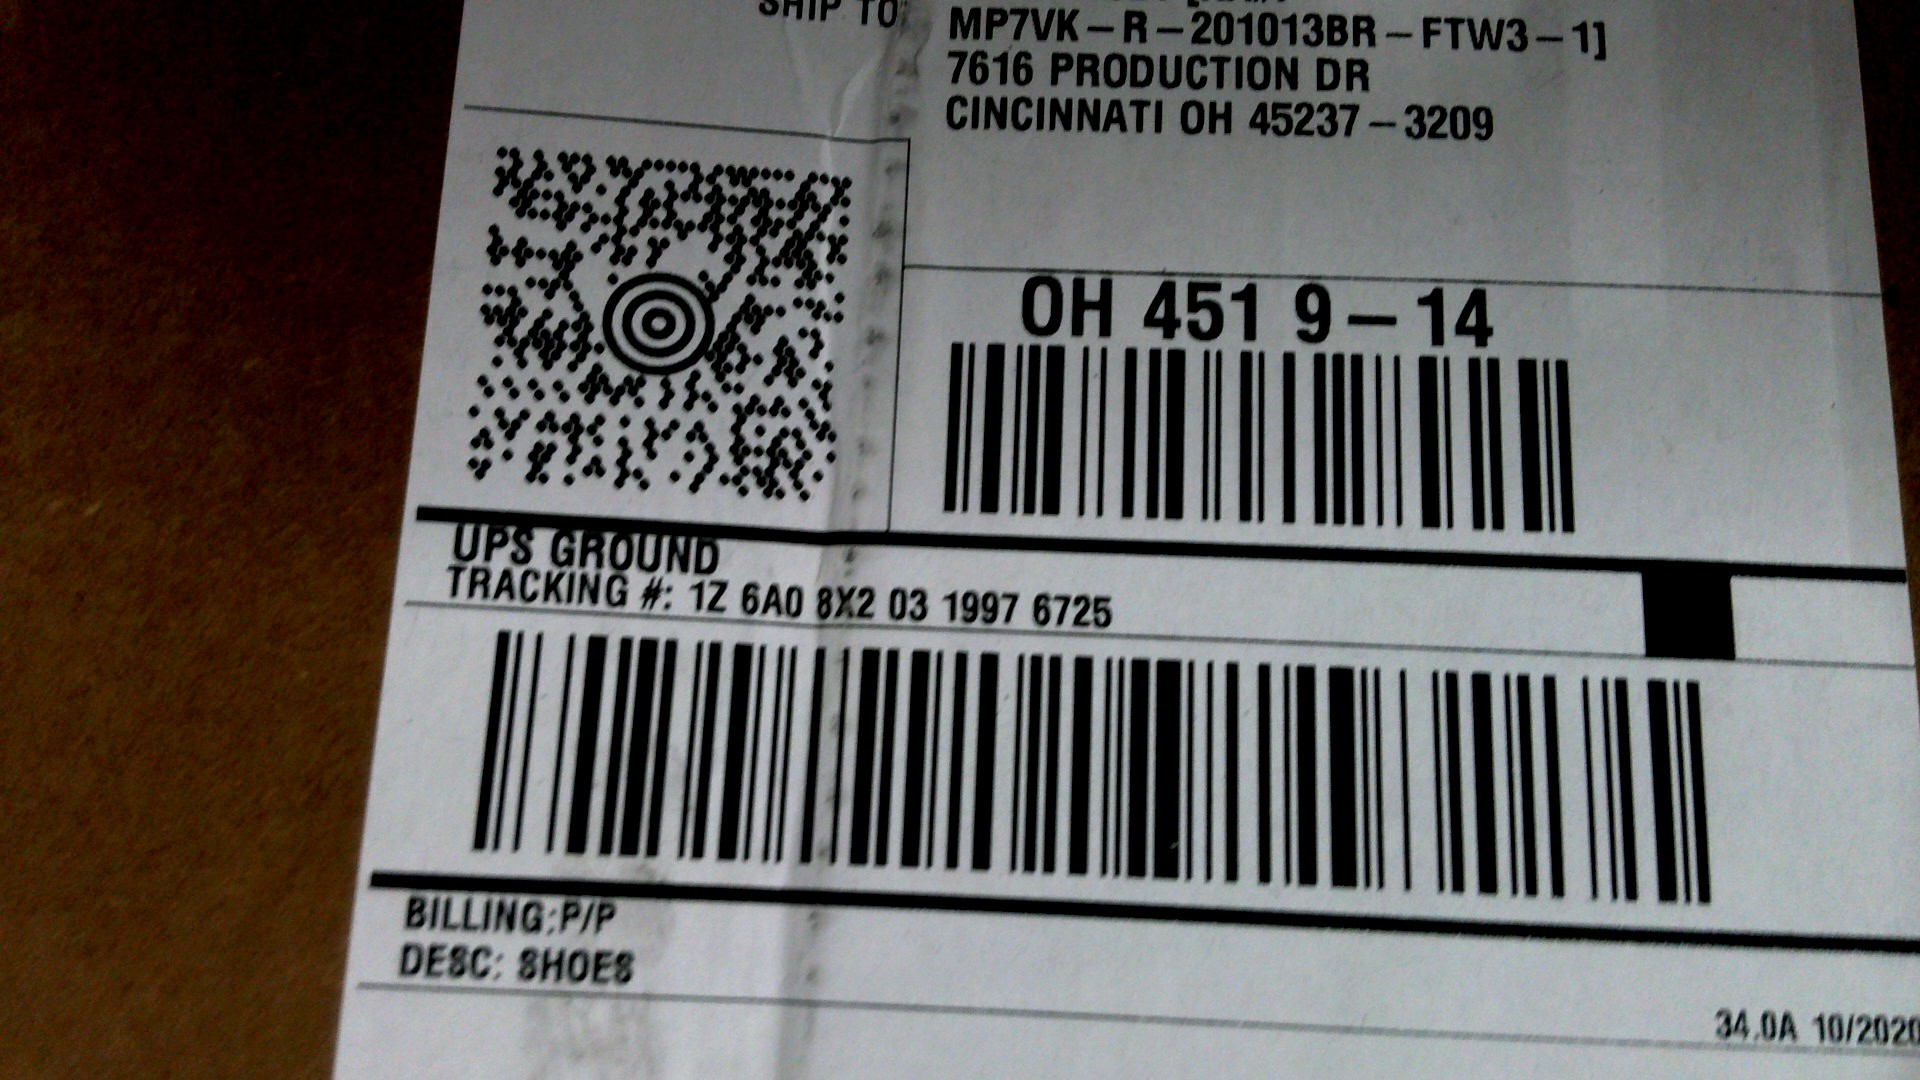 SHIP TO:
MP7VK-R-201013BR-FTW3-1]
7616 PRODUCTION DR
CINCINNATI OH 45237-3209
OH 451 9-14
UPS GROUND
TRACKING #: 1Z 6A0 8X2 03 1997 6725
BILLING:P/P
DESC: SHOES
34.0A 10/2020